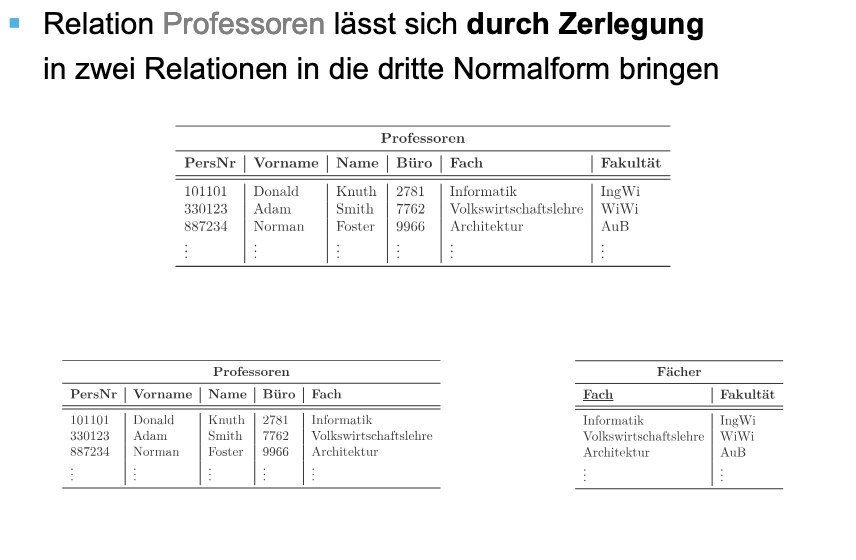 Relation Professoren lässt sich durch Zerlegung
in zwei Relationen in die dritte Normalform bringen
Professoren
PersNr Vorname Name Büro Fach Fakultät
101101 Donald Knuth 2781 Informatik IngWi
330123 Adam Smith 7762 Volkswirtschaftslehre WiWi
887234 Norman Foster 9966 Architektur AuB
⋮ ⋮ ⋮ ⋮ ⋮ ⋮
Professoren
PersNr Vorname Name Büro Fach
101101 Donald Knuth 2781 Informatik
330123 Adam Smith 7762 Volkswirtschaftslehre
887234 Norman Foster 9966 Architektur
⋮ ⋮ ⋮ ⋮ ⋮
Fächer
Fach Fakultät
Informatik IngWi
Volkswirtschaftslehre WiWi
Architektur AuB
⋮ ⋮